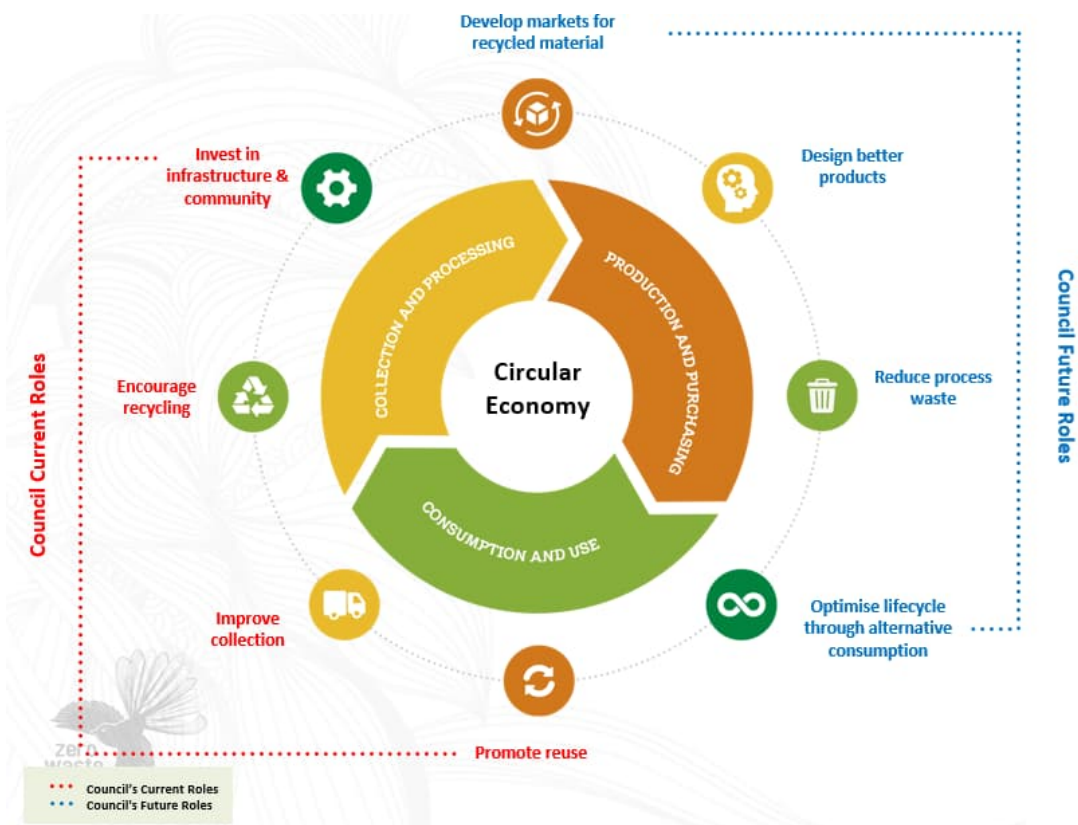 Develop markets for
recycled material
Invest in
infrastructure &
community
Design better
products
COLLECTION AND PROCESSING
PRODUCTION AND PURCHASING
Circular
Economy
Council Current Roles
Council Future Roles
Encourage
recycling
Reduce process
waste
CONSUMPTION AND USE
Improve
collection
Optimise lifecycle
through alternative
consumption
Promote reuse
zero
waste
Council's Current Roles
Council's Future Roles